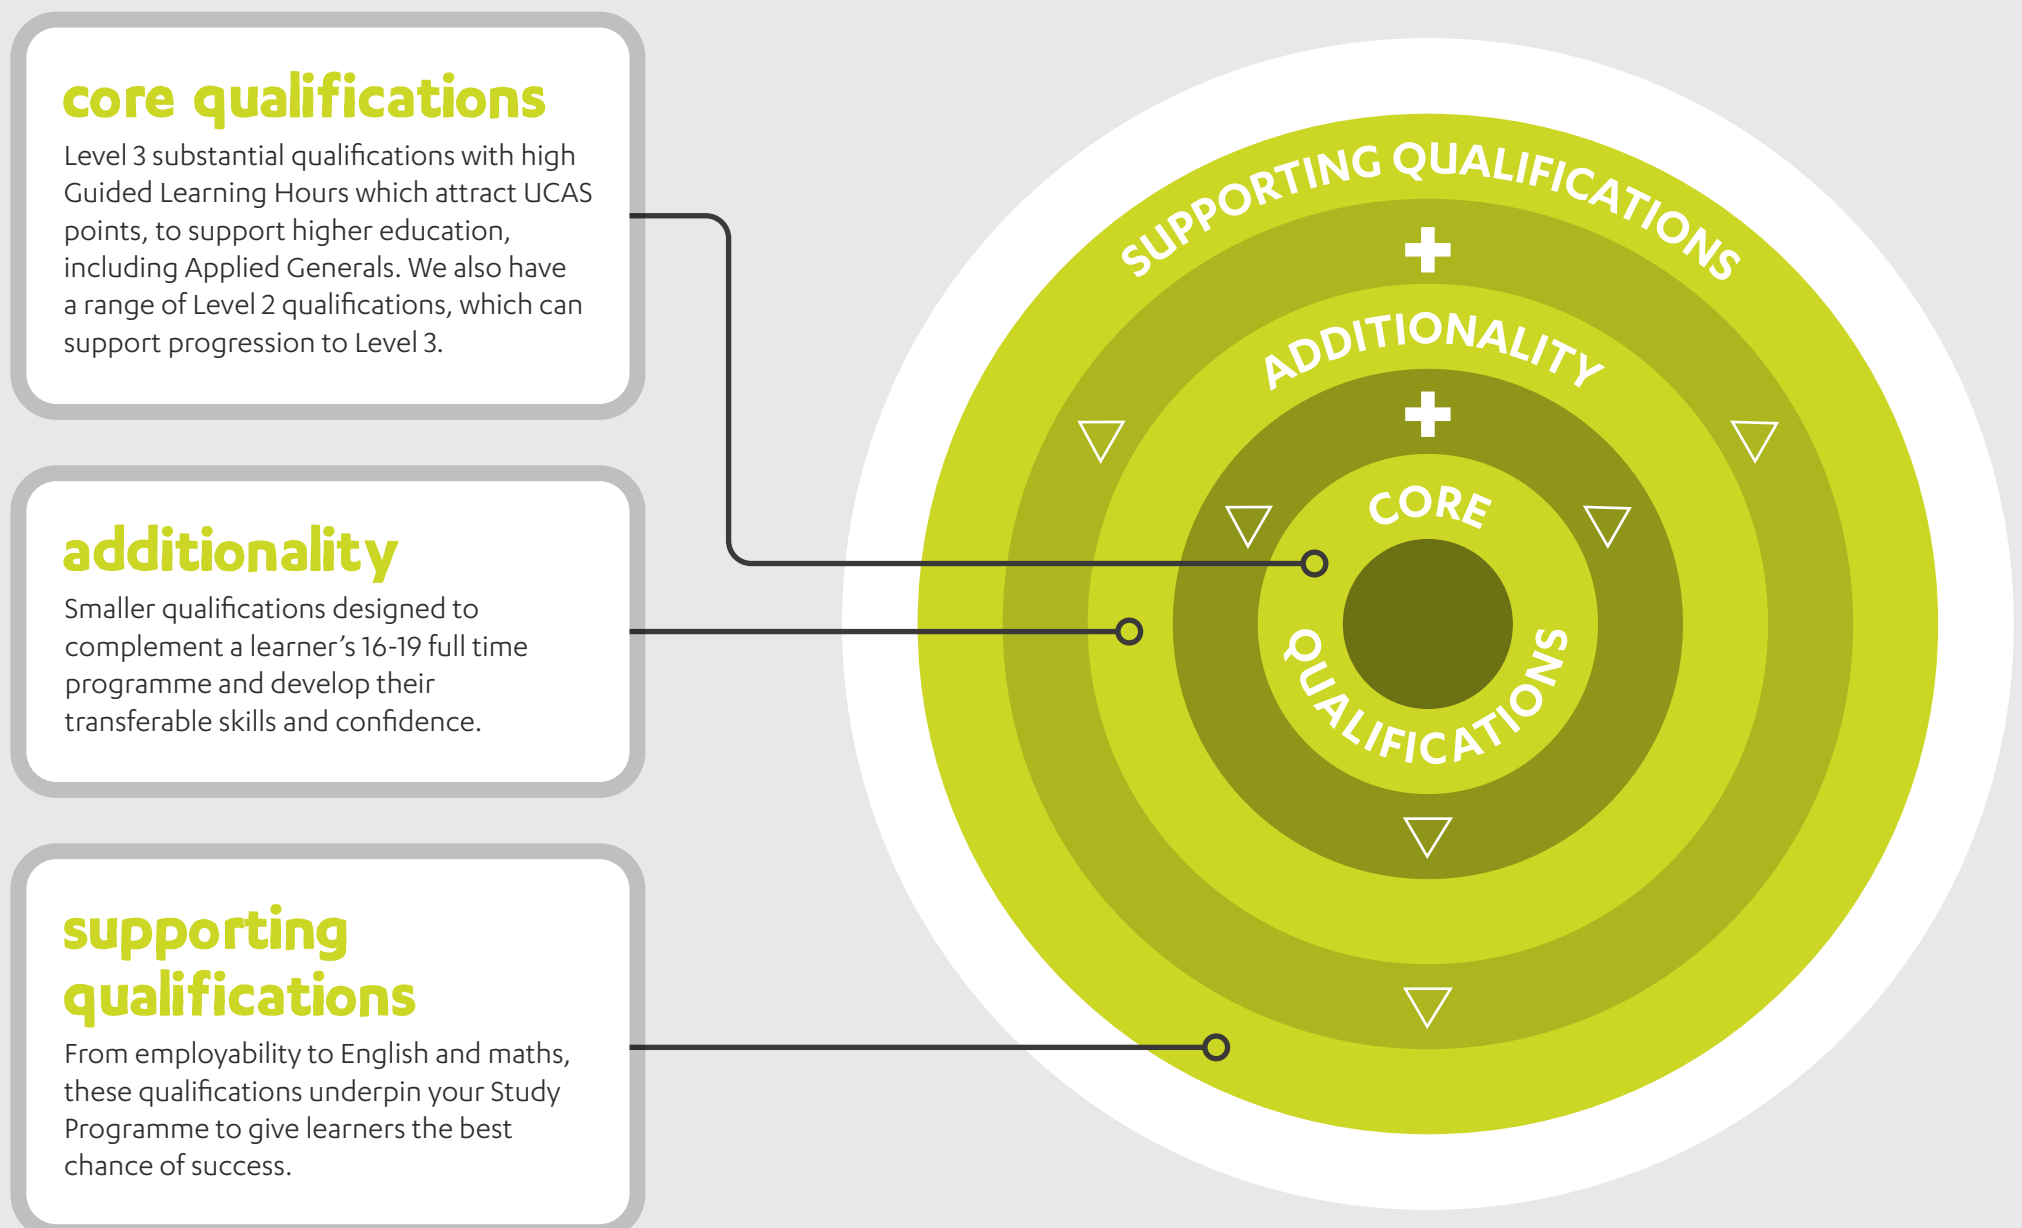 core qualifications
Level 3 substantial qualifications with high
Guided Learning Hours which attract UCAS
points, to support higher education,
including Applied Generals. We also have
a range of Level 2 qualifications, which can
support progression to Level 3.
additionality
Smaller qualifications designed to
complement a learner’s 16-19 full time
programme and develop their
transferable skills and confidence.
supporting
qualifications
From employability to English and maths,
these qualifications underpin your Study
Programme to give learners the best
chance of success.
SUPPORTING QUALIFICATIONS
ADDITIONALITY
CORE
QUALIFICATIONS